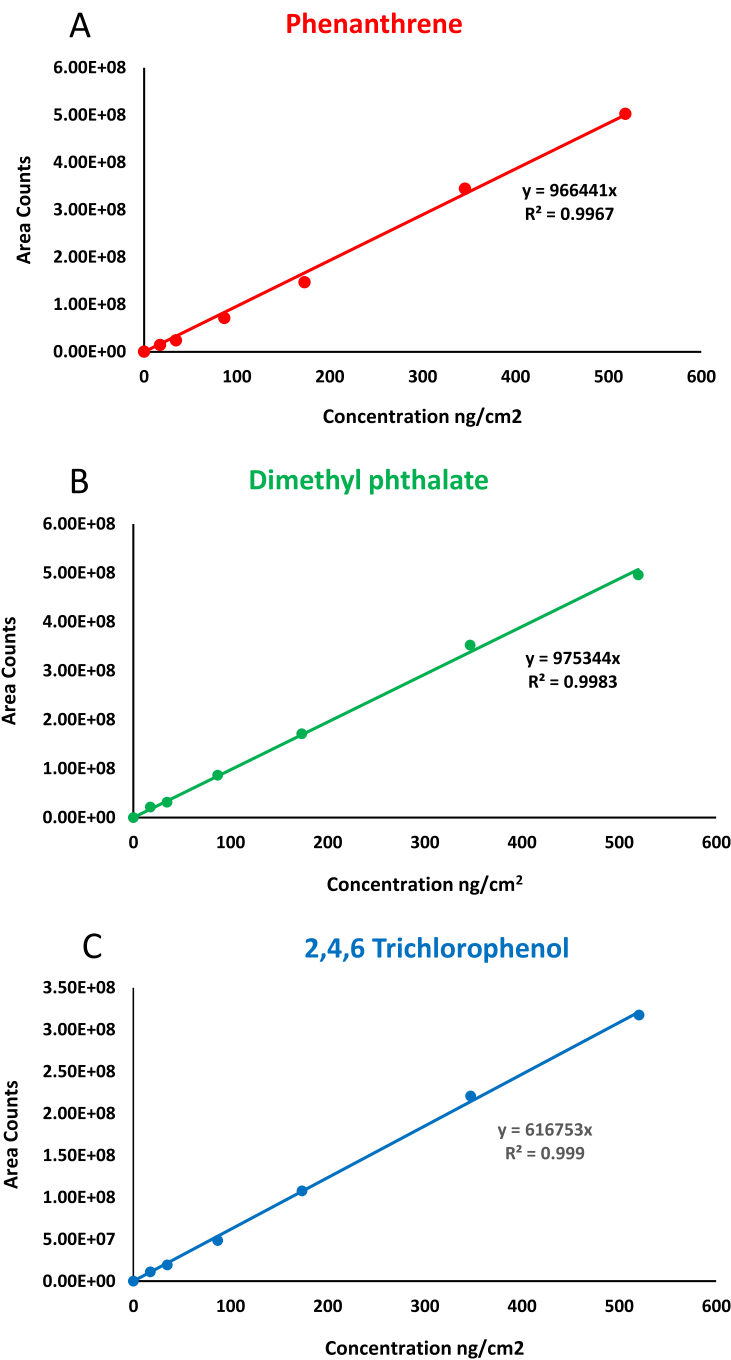 A
Phenanthrene
6.00E+08
5.00E+08
4.00E+08
3.00E+08
2.00E+08
1.00E+08
0.00E+00
Area Counts
y = 966441x
R² = 0.9967
0 100 200 300 400 500 600
Concentration ng/cm2
B
Dimethyl phthalate
6.00E+08
5.00E+08
4.00E+08
3.00E+08
2.00E+08
1.00E+08
0.00E+00
Area Counts
y = 975344x
R² = 0.9983
0 100 200 300 400 500 600
Concentration ng/cm²
C
2,4,6 Trichlorophenol
3.50E+08
3.00E+08
2.50E+08
2.00E+08
1.50E+08
1.00E+08
5.00E+07
0.00E+00
Area Counts
y = 616753x
R² = 0.999
0 100 200 300 400 500 600
Concentration ng/cm2